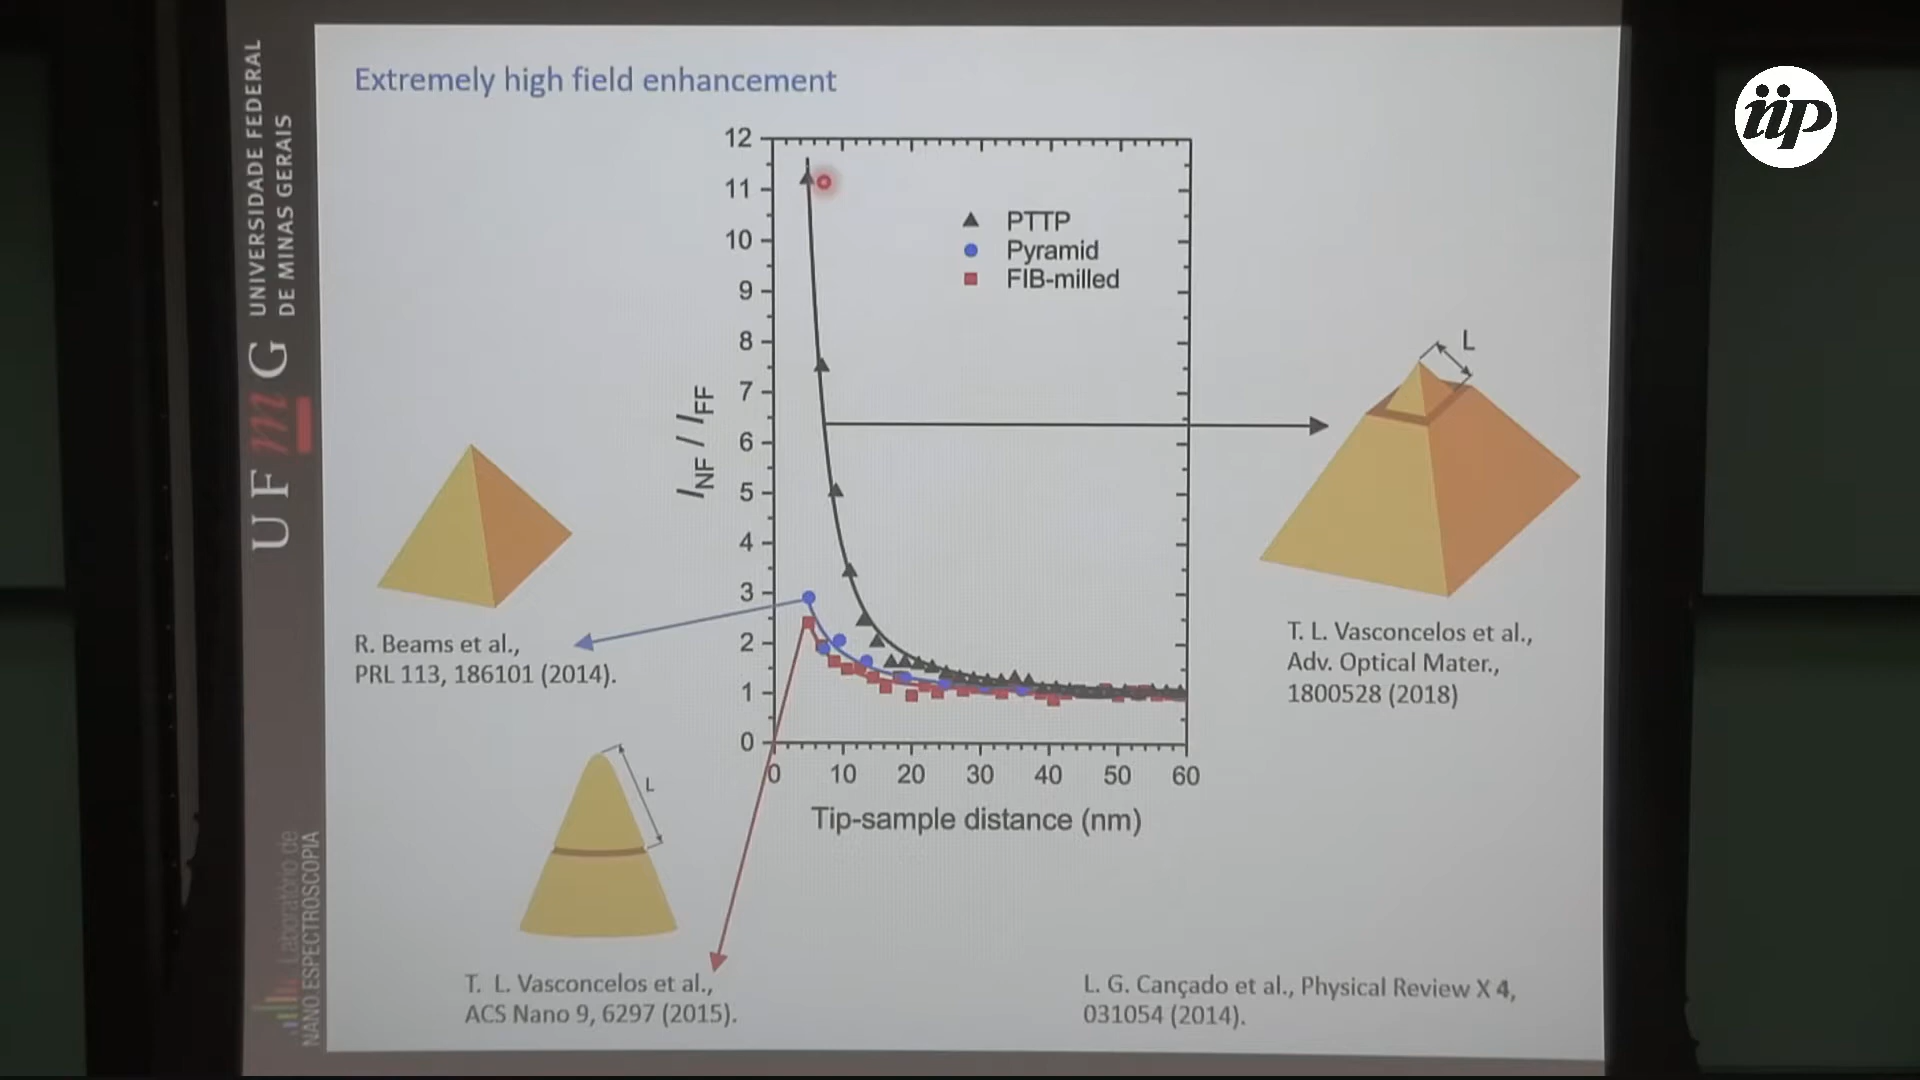 Extremely high field enhancement
iip
UNIVERSIDADE FEDERAL
DE MINAS GERAIS
UFmG
Laboratório de
NANO ESPECTROSCOPIA
12
11
10
9
8
7
6
5
4
3
2
1
0
INF / IFF
PTTP
Pyramid
FIB-milled
0 10 20 30 40 50 60
Tip-sample distance (nm)
L
R. Beams et al.,
PRL 113, 186101 (2014).
T. L. Vasconcelos et al.,
Adv. Optical Mater.,
1800528 (2018)
L
T. L. Vasconcelos et al.,
ACS Nano 9, 6297 (2015).
L. G. Cançado et al., Physical Review X 4,
031054 (2014).